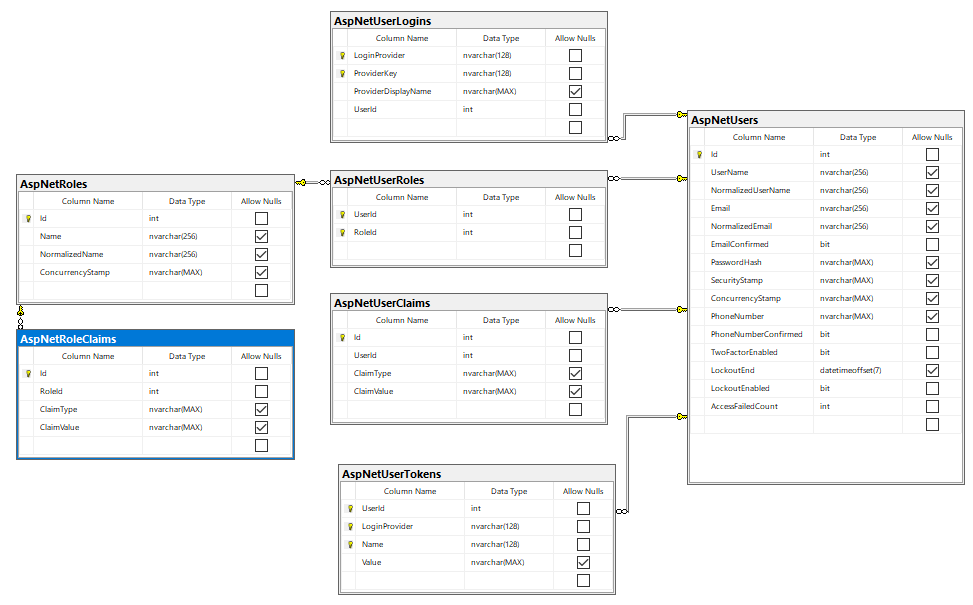 AspNetUserLogins
Column Name Data Type Allow Nulls
LoginProvider nvarchar(128)
ProviderKey nvarchar(128)
ProviderDisplayName nvarchar(MAX)
UserId int
AspNetUsers
Column Name Data Type Allow Nulls
Id int
UserName nvarchar(256)
NormalizedUserName nvarchar(256)
Email nvarchar(256)
NormalizedEmail nvarchar(256)
EmailConfirmed bit
PasswordHash nvarchar(MAX)
SecurityStamp nvarchar(MAX)
ConcurrencyStamp nvarchar(MAX)
PhoneNumber nvarchar(MAX)
PhoneNumberConfirmed bit
TwoFactorEnabled bit
LockoutEnd datetimeoffset(7)
LockoutEnabled bit
AccessFailedCount int
AspNetRoles
Column Name Data Type Allow Nulls
Id int
Name nvarchar(256)
NormalizedName nvarchar(256)
ConcurrencyStamp nvarchar(MAX)
AspNetUserRoles
Column Name Data Type Allow Nulls
UserId int
RoleId int
AspNetUserClaims
Column Name Data Type Allow Nulls
Id int
UserId int
ClaimType nvarchar(MAX)
ClaimValue nvarchar(MAX)
AspNetRoleClaims
Column Name Data Type Allow Nulls
Id int
RoleId int
ClaimType nvarchar(MAX)
ClaimValue nvarchar(MAX)
AspNetUserTokens
Column Name Data Type Allow Nulls
UserId int
LoginProvider nvarchar(128)
Name nvarchar(128)
Value nvarchar(MAX)